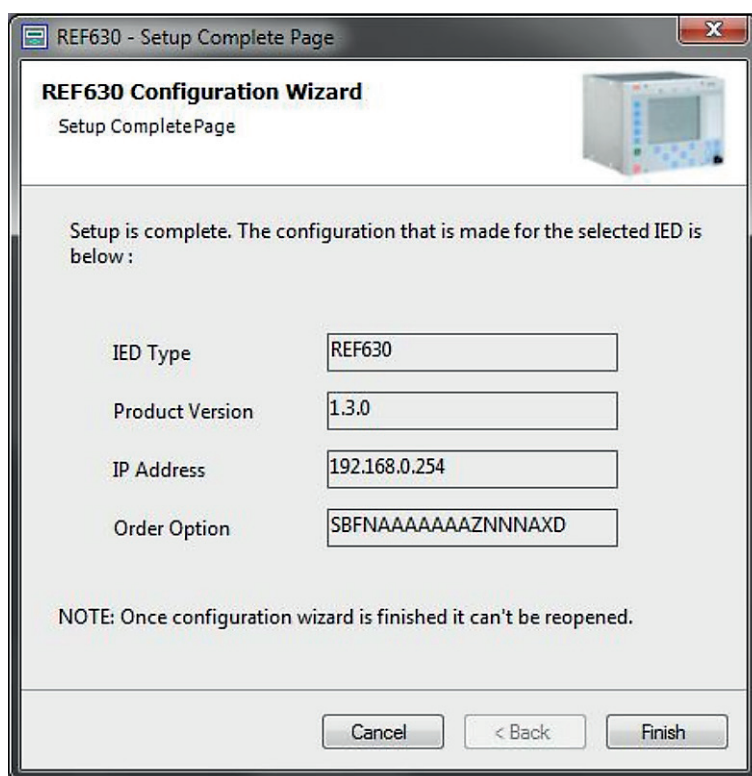 REF630 - Setup Complete Page
REF630 Configuration Wizard
Setup CompletePage
Setup is complete. The configuration that is made for the selected IED is
below :
IED Type
REF630
Product Version
1.3.0
IP Address
192.168.0.254
Order Option
SBFNAAAAAAAZNNNAXD
NOTE: Once configuration wizard is finished it can't be reopened.
Cancel
< Back
Finish